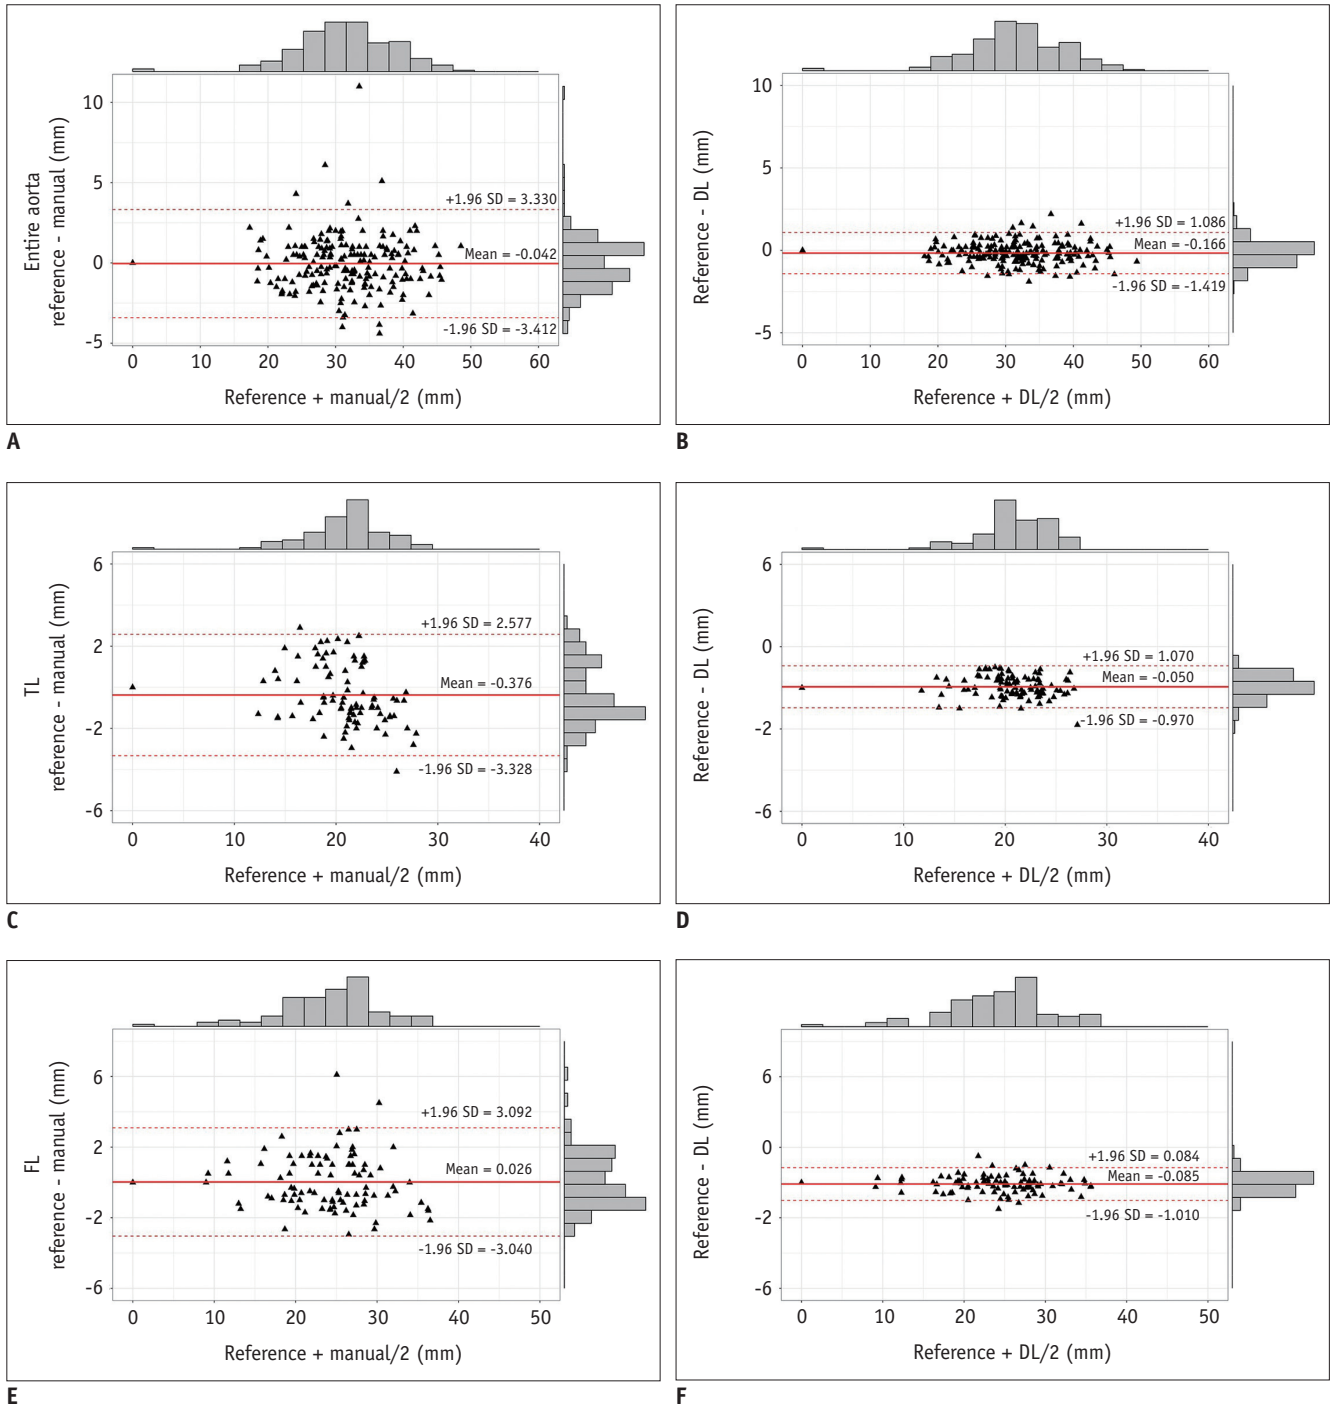 10
5
0
-5
Entire aorta
reference - manual (mm)
+1.96 SD = 3.330
Mean = -0.042
-1.96 SD = -3.412
0 10 20 30 40 50 60
Reference + manual/2 (mm)
A
10
5
0
-5
Reference - DL (mm)
+1.96 SD = 1.086
Mean = -0.166
-1.96 SD = -1.419
0 10 20 30 40 50 60
Reference + DL/2 (mm)
B
6
2
-2
-6
TL
reference - manual (mm)
+1.96 SD = 2.577
Mean = -0.376
-1.96 SD = -3.328
0 10 20 30 40
Reference + manual/2 (mm)
C
6
0
-2
-6
Reference - DL (mm)
+1.96 SD = 1.070
Mean = -0.050
-1.96 SD = -0.970
0 10 20 30 40
Reference + DL/2 (mm)
D
6
2
-2
-6
FL
reference - manual (mm)
+1.96 SD = 3.092
Mean = 0.026
-1.96 SD = -3.040
0 10 20 30 40 50
Reference + manual/2 (mm)
E
6
0
-2
-6
Reference - DL (mm)
+1.96 SD = 0.084
Mean = -0.085
-1.96 SD = -1.010
0 10 20 30 40 50
Reference + DL/2 (mm)
F